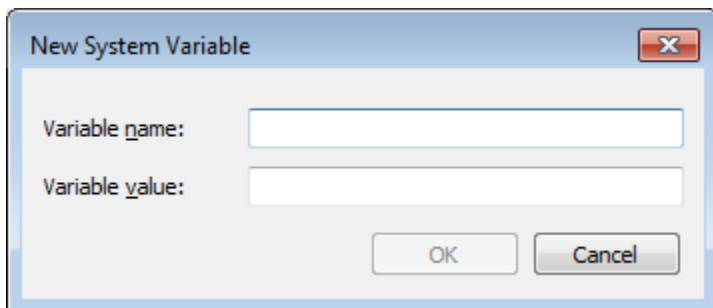 New System Variable
Variable name:
Variable value:
OK Cancel